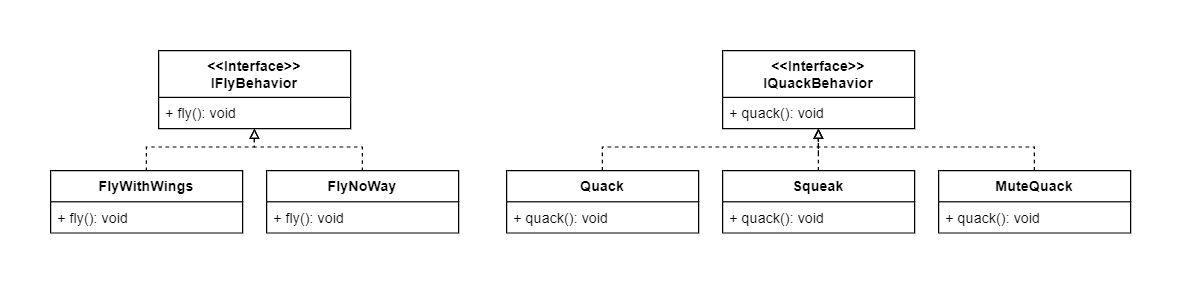 <<Interface>>
IFlyBehavior
+ fly(): void
<<Interface>>
IQuackBehavior
+ quack(): void
FlyWithWings
+ fly(): void
FlyNoWay
+ fly(): void
Quack
+ quack(): void
Squeak
+ quack(): void
MuteQuack
+ quack(): void